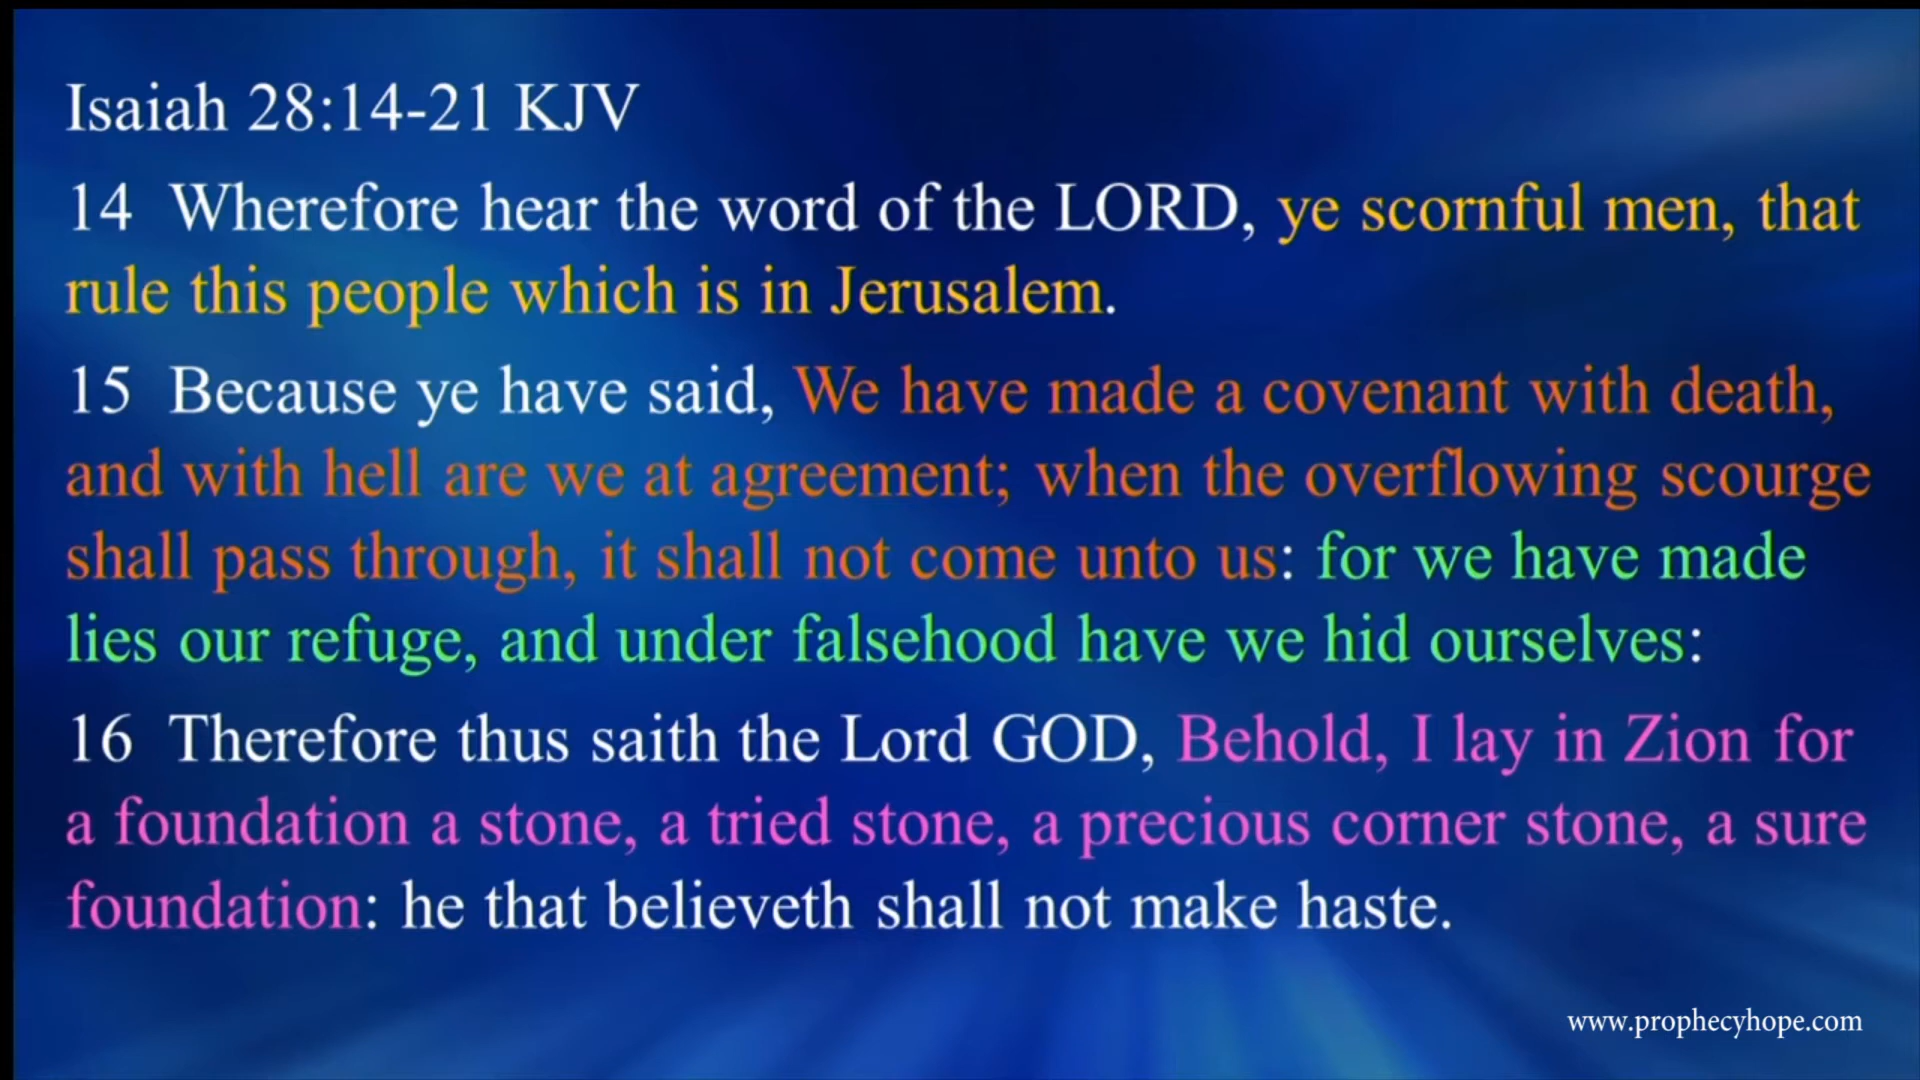 Isaiah 28:14-21 KJV
14 Wherefore hear the word of the LORD, ye scornful men, that
rule this people which is in Jerusalem.
15 Because ye have said, We have made a covenant with death,
and with hell are we at agreement; when the overflowing scourge
shall pass through, it shall not come unto us: for we have made
lies our refuge, and under falsehood have we hid ourselves:
16 Therefore thus saith the Lord GOD, Behold, I lay in Zion for
a foundation a stone, a tried stone, a precious corner stone, a sure
foundation: he that believeth shall not make haste.
www.prophecyhope.com